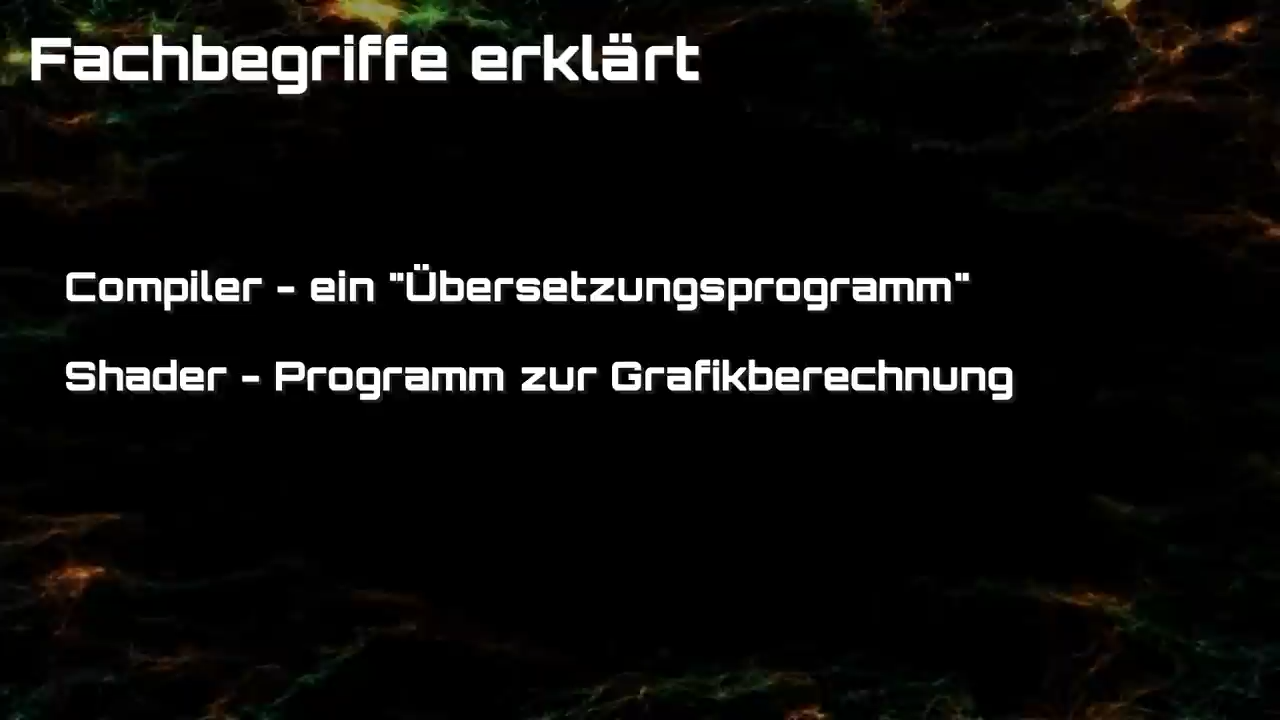 Fachbegriffe erklärt
Compiler - ein "Übersetzungsprogramm"
Shader - Programm zur Grafikberechnung